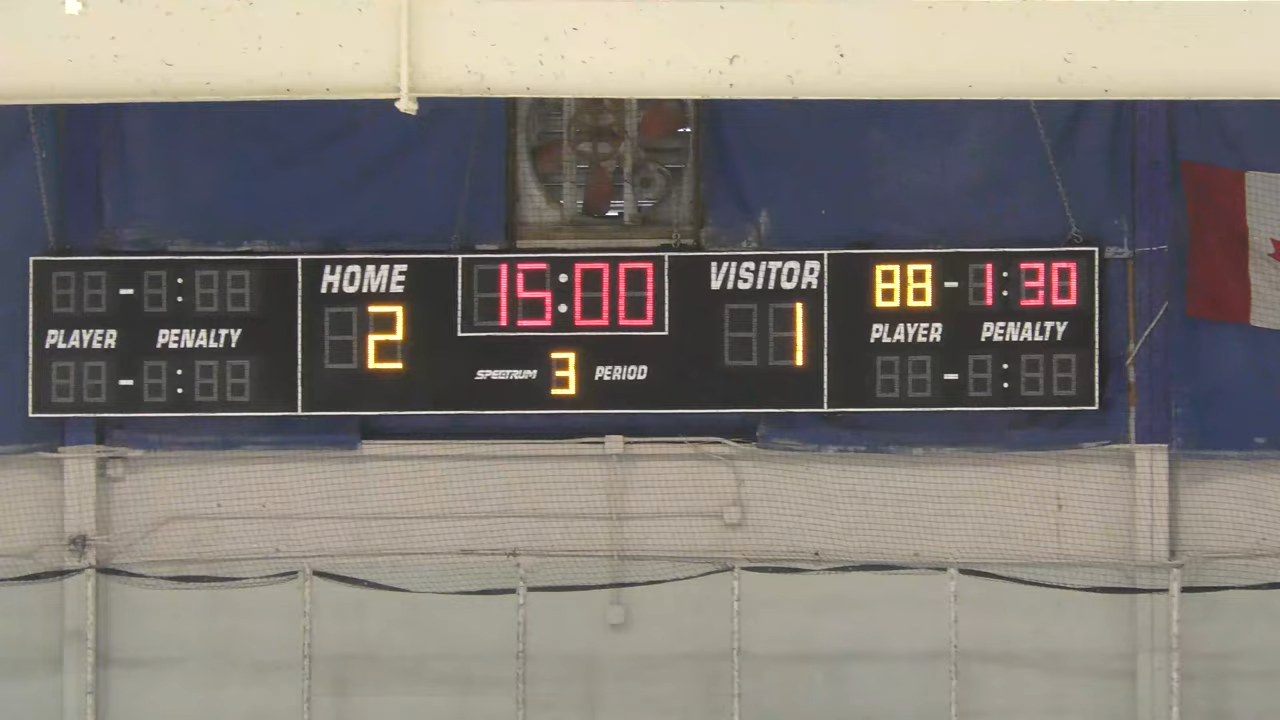 HOME 15:00 VISITOR 88 - 1:30
PLAYER PENALTY 2 1 PLAYER PENALTY
SPECTRUM 3 PERIOD